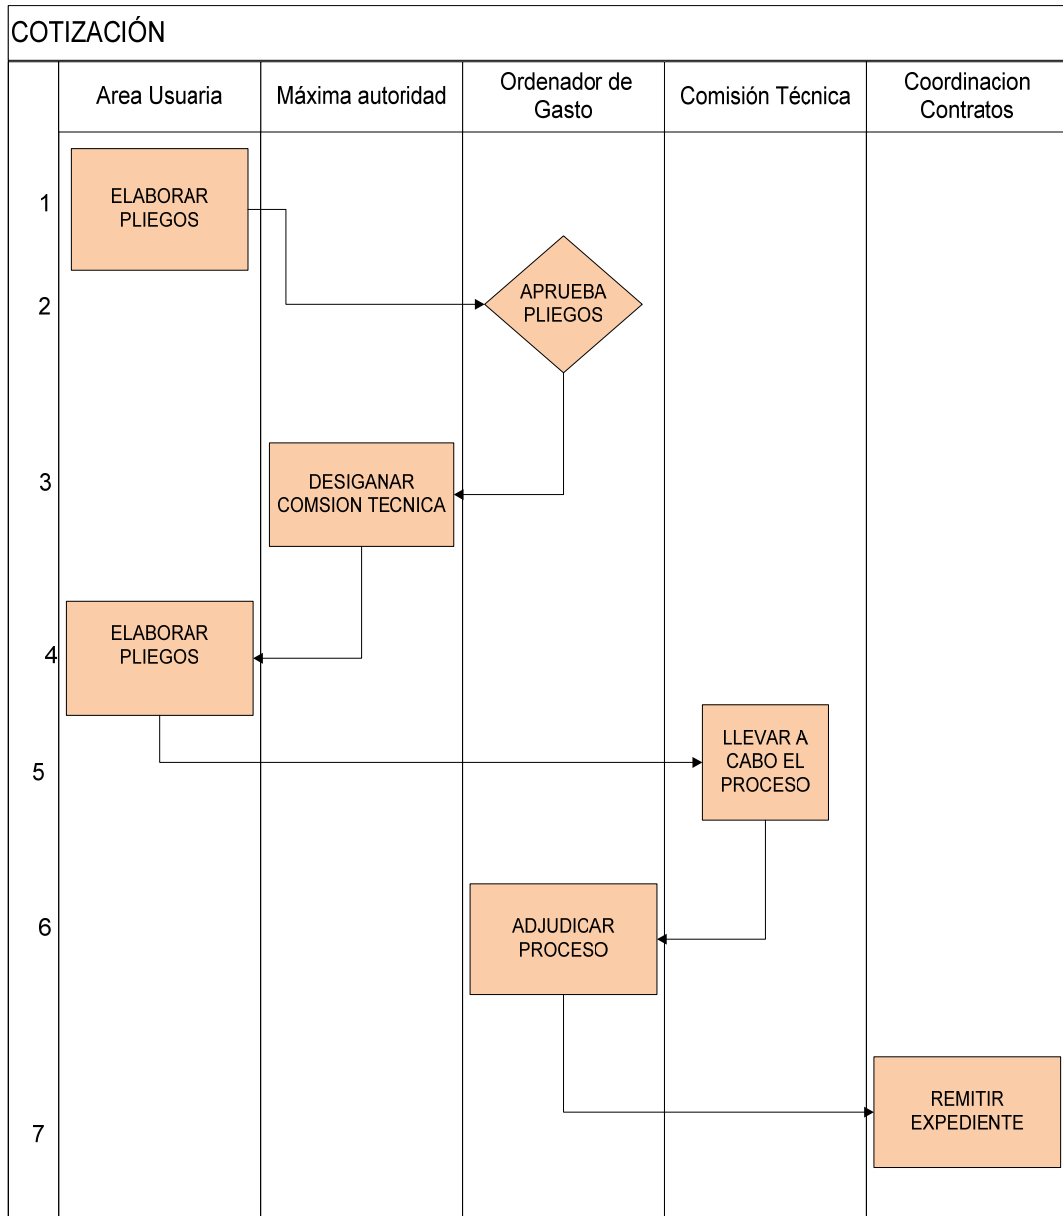 COTIZACIÓN
Area Usuaria
Máxima autoridad
Ordenador de
Gasto
Comisión Técnica
Coordinacion
Contratos
1
ELABORAR
PLIEGOS
2
APRUEBA
PLIEGOS
3
DESIGANAR
COMSION TECNICA
4
ELABORAR
PLIEGOS
5
LLEVAR A
CABO EL
PROCESO
6
ADJUDICAR
PROCESO
7
REMITIR
EXPEDIENTE